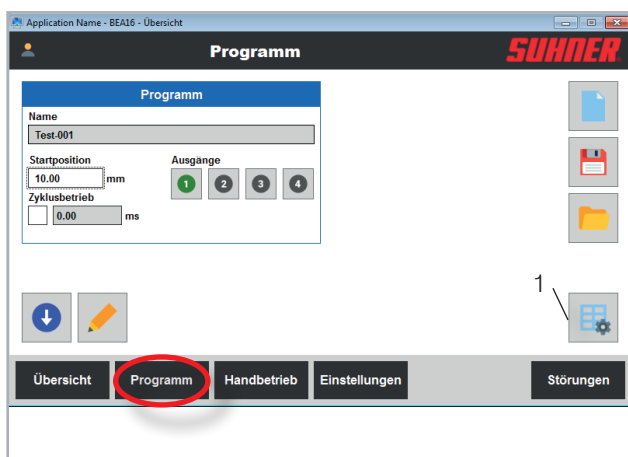 Application Name - BEA16 - Übersicht
Programm
SUHNER
Programm
Name
Test-001
Startposition
Ausgänge
10.00 mm
1 2 3 4
Zyklusbetrieb
0.00 ms
1
Übersicht Programm Handbetrieb Einstellungen Störungen